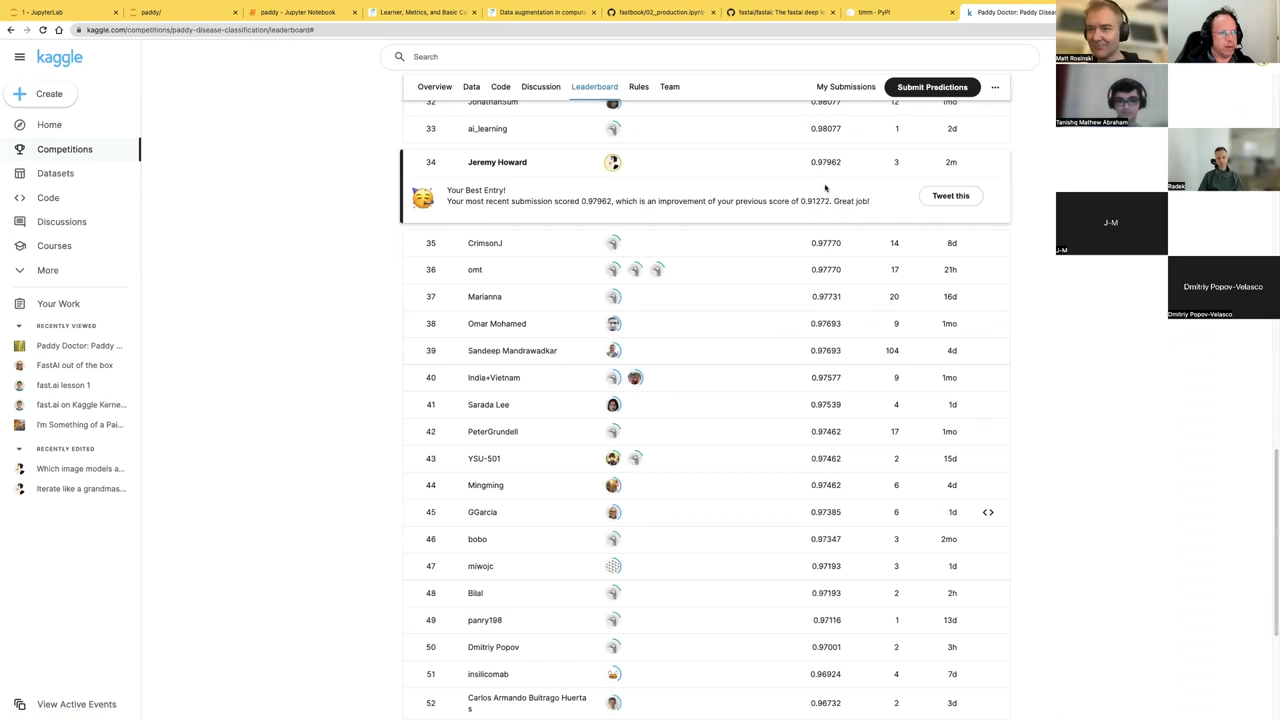 1 - JupyterLab
paddy/
paddy - Jupyter Notebook
Learner, Metrics, and Basic Ca
Data augmentation in compute
fastbook/02_production.ipynb
fastai/fastai: The fastai deep le
timm · PyPI
Paddy Doctor: Paddy Disea
kaggle.com/competitions/paddy-disease-classification/leaderboard#
kaggle
Search
Create
Home
Competitions
Datasets
Code
Discussions
Courses
More
Your Work
RECENTLY VIEWED
Paddy Doctor: Paddy ...
FastAI out of the box
fast.ai lesson 1
fast.ai on Kaggle Kerne...
I'm Something of a Pai...
RECENTLY EDITED
Which image models a...
Iterate like a grandmas...
View Active Events
Overview Data Code Discussion Leaderboard Rules Team My Submissions Submit Predictions ...
32 JonathanSum 0.98077 12 1mo
33 ai_learning 0.98077 1 2d
34 Jeremy Howard 0.97962 3 2m
Your Best Entry!
Your most recent submission scored 0.97962, which is an improvement of your previous score of 0.91272. Great job!
Tweet this
35 CrimsonJ 0.97770 14 8d
36 omt 0.97770 17 21h
37 Marianna 0.97731 20 16d
38 Omar Mohamed 0.97693 9 1mo
39 Sandeep Mandrawadkar 0.97693 104 4d
40 India+Vietnam 0.97577 9 1mo
41 Sarada Lee 0.97539 4 1d
42 PeterGrundell 0.97462 17 1mo
43 YSU-501 0.97462 2 15d
44 Mingming 0.97462 6 4d
45 GGarcia 0.97385 6 1d <>
46 bobo 0.97347 3 2mo
47 miwojc 0.97193 3 1d
48 Bilal 0.97193 2 2h
49 panry198 0.97116 1 13d
50 Dmitriy Popov 0.97001 2 3h
51 insilicomab 0.96924 4 7d
52 Carlos Armando Buitrago Huerta
s 0.96732 2 3d
Matt Rosinski
Tanishq Mathew Abraham
Radek
J-M
J-M
Dmitriy Popov-Velasco
Dmitriy Popov-Velasco